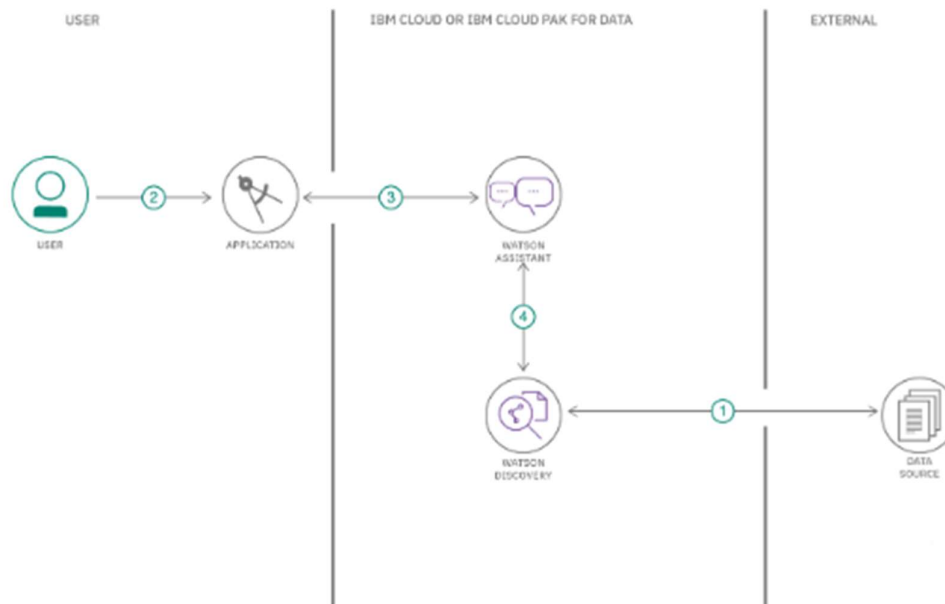 USER
IBM CLOUD OR IBM CLOUD PAK FOR DATA
EXTERNAL
2
3
USER
APPLICATION
WATSON
ASSISTANT
4
1
WATSON
DISCOVERY
DATA
SOURCE